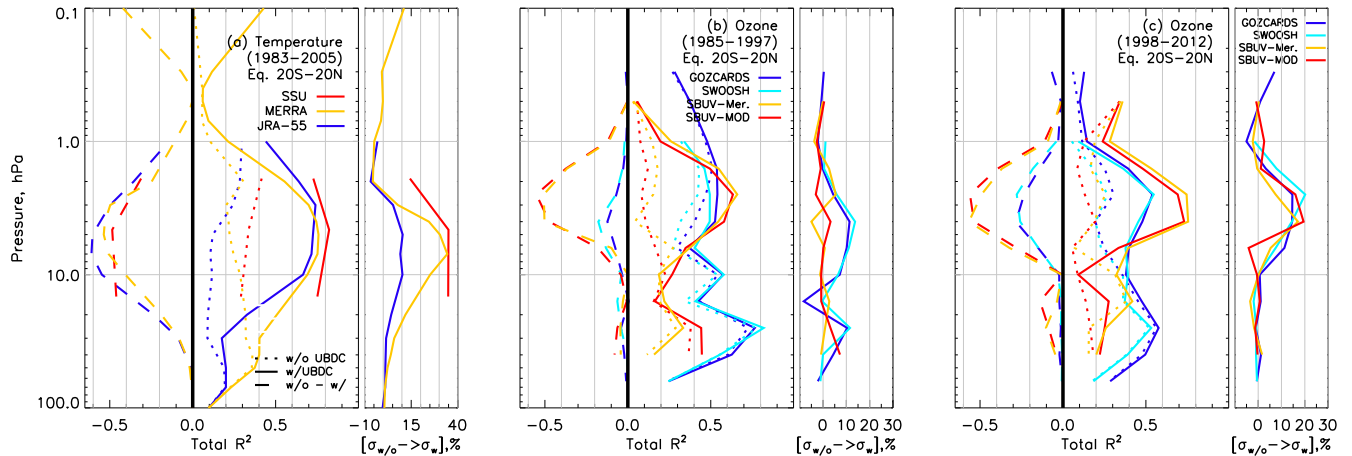 (a) Temperature
(1983−2005)
Eq. 20S−20N
SSU
MERRA
JRA−55
w/o UBDC
w/UBDC
w/o − w/
Pressure, hPa
0.1
1.0
10.0
100.0
−0.5 0.0 0.5
Total R²
−10 15 40
[σw/o−>σw],%
(b) Ozone
(1985−1997)
Eq. 20S−20N
GOZCARDS
SWOOSH
SBUV−Mer.
SBUV−MOD
−0.5 0.0 0.5
Total R²
0 10 20 30
[σw/o−>σw],%
(c) Ozone
(1998−2012)
Eq. 20S−20N
GOZCARDS
SWOOSH
SBUV−Mer.
SBUV−MOD
−0.5 0.0 0.5
Total R²
0 10 20 30
[σw/o−>σw],%